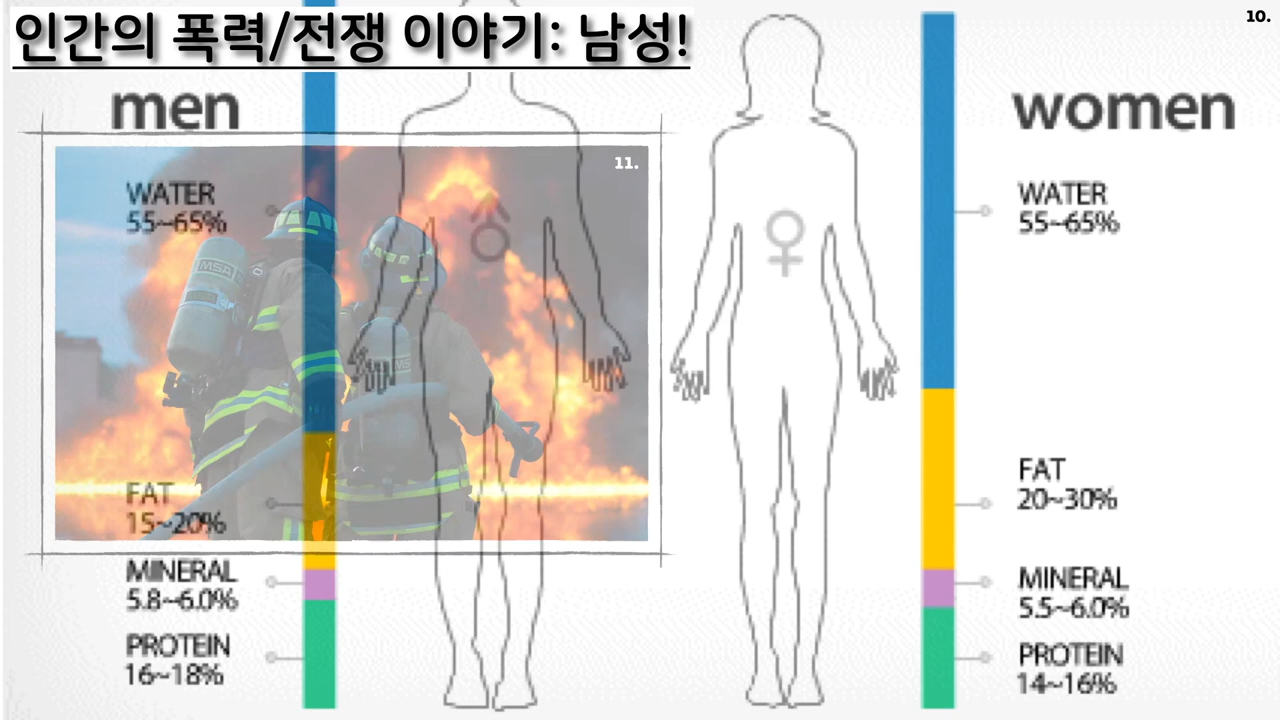 인간의 폭력/전쟁 이야기: 남성!
10.
men
women
11.
WATER
55~65%
WATER
55~65%
MSA
MS
FAT
15~20%
FAT
20~30%
MINERAL
5.8~6.0%
MINERAL
5.5~6.0%
PROTEIN
16~18%
PROTEIN
14~16%